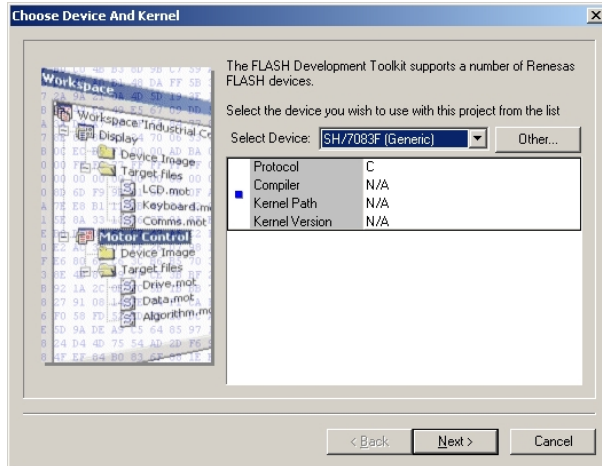 Choose Device And Kernel
The FLASH Development Toolkit supports a number of Renesas
FLASH devices.
Select the device you wish to use with this project from the list
Select Device: SH/7083F (Generic) Other...
Protocol C
Compiler N/A
Kernel Path N/A
Kernel Version N/A
Workspace
Workspace "Industrial Co
Display
Device Image
Target Files
LCD.mot
Keyboard.m
Comms.mot
Motor Control
Device Image
Target Files
Drive.mot
Data.mot
Algorithm.mo
< Back Next > Cancel